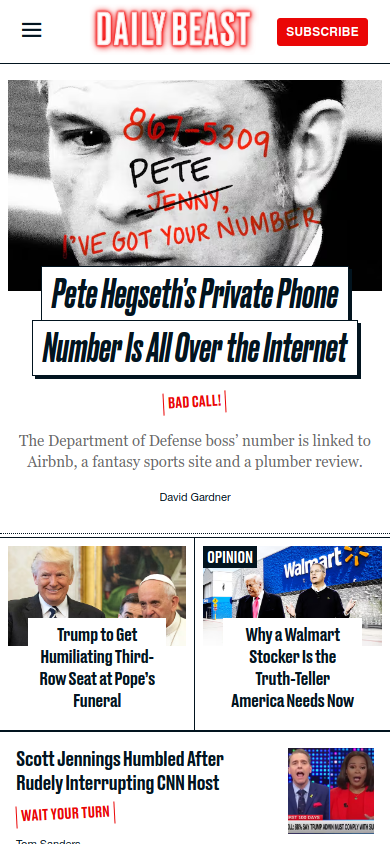 DAILY BEAST
SUBSCRIBE
867-5309
PETE
JENNY,
I'VE GOT YOUR NUMBER
Pete Hegseth's Private Phone
Number Is All Over the Internet
BAD CALL!
The Department of Defense boss' number is linked to
Airbnb, a fantasy sports site and a plumber review.
David Gardner
OPINION
Walmart
Trump to Get
Humiliating Third-
Row Seat at Pope's
Funeral
Why a Walmart
Stocker Is the
Truth-Teller
America Needs Now
Scott Jennings Humbled After
Rudely Interrupting CNN Host
WAIT YOUR TURN
Tom Sanders